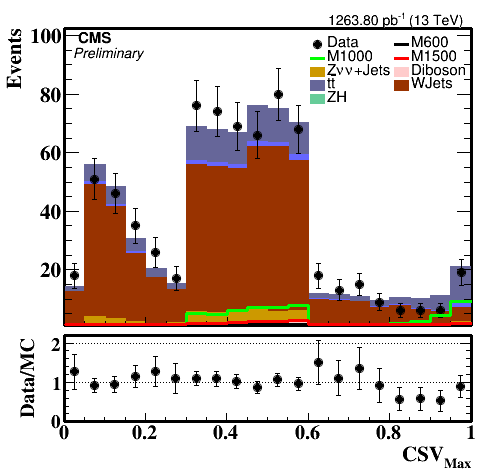 1263.80 pb⁻¹ (13 TeV)
CMS
Preliminary
Data
M600
M1000
M1500
Zνν+Jets
Diboson
tt
WJets
ZH
Events
100
80
60
40
20
Data/MC
2
1
0
0 0.2 0.4 0.6 0.8 1
CSV_Max